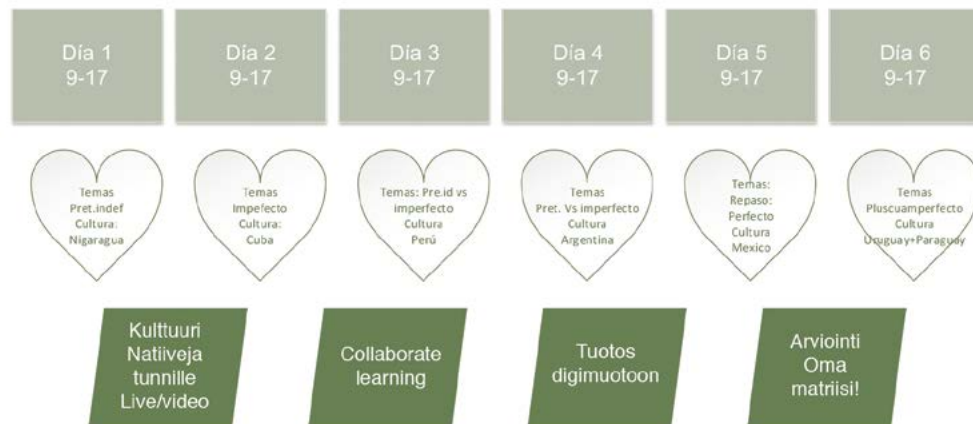 Día 1
9-17
Día 2
9-17
Día 3
9-17
Día 4
9-17
Día 5
9-17
Día 6
9-17
Temas
Pret.indef
Cultura:
Nigaragua
Temas
Impefecto
Cultura:
Cuba
Temas: Pre.id vs
imperfecto
Cultura
Perú
Temas
Pret. Vs imperfecto
Cultura
Argentina
Temas:
Repaso:
Perfecto
Cultura
Mexico
Temas
Pluscuamperfecto
Cultura
Uruguay+Paraguay
Kulttuuri
Natiiveja
tunnille
Live/video
Collaborate
learning
Tuotos
digimuotoon
Arviointi
Oma
matriisi!